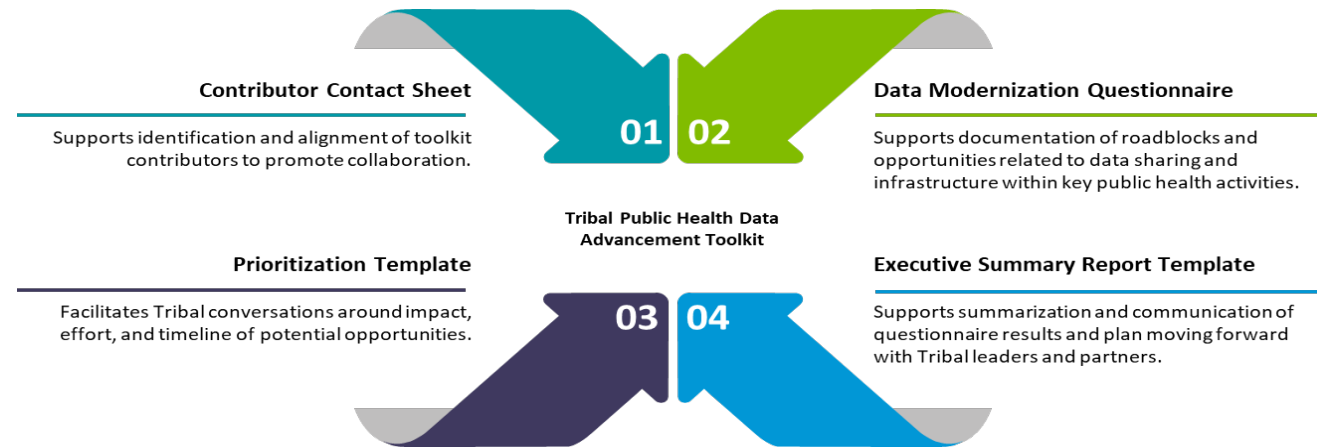 Contributor Contact Sheet
Supports identification and alignment of toolkit
contributors to promote collaboration.
01
02
Data Modernization Questionnaire
Supports documentation of roadblocks and
opportunities related to data sharing and
infrastructure within key public health activities.
Tribal Public Health Data
Advancement Toolkit
Prioritization Template
Facilitates Tribal conversations around impact,
effort, and timeline of potential opportunities.
03
04
Executive Summary Report Template
Supports summarization and communication of
questionnaire results and plan moving forward
with Tribal leaders and partners.